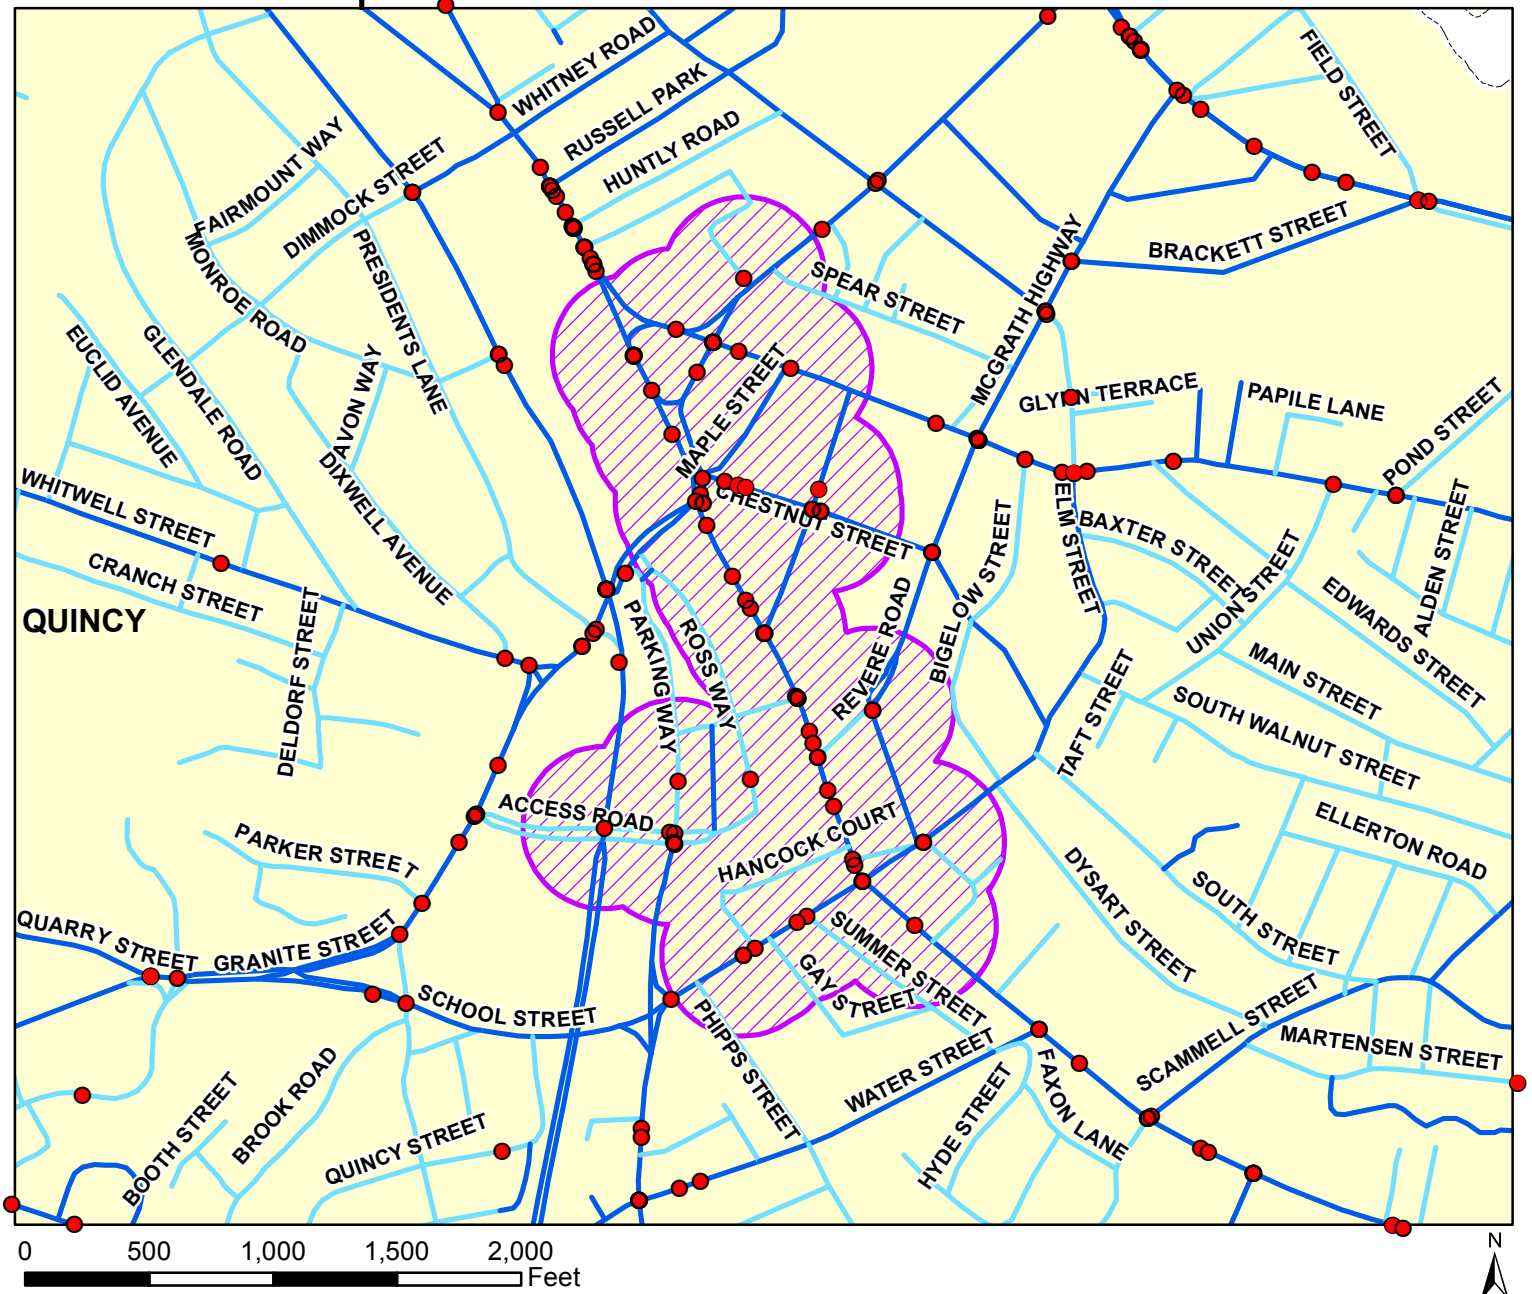 WHITNEY ROAD
FIELD STREET
RUSSELL PARK
HUNTLY ROAD
FAIRMOUNT WAY
DIMMOCK STREET
BRACKETT STREET
MONROE ROAD
PRESIDENTS LANE
MCGRATH HIGHWAY
SPEAR STREET
EUCLID AVENUE
GLENDALE ROAD
AVON WAY
MAPLE STREET
GLYNN TERRACE
PAPILE LANE
POND STREET
WHITWELL STREET
DIXWELL AVENUE
CHESTNUT STREET
ELM STREET
BAXTER STREET
ALDEN STREET
CRANCH STREET
BIGELOW STREET
UNION STREET
EDWARDS STREET
QUINCY
DELDORF STREET
PARKINGWAY
ROSS WAY
REVERE ROAD
MAIN STREET
TAFT STREET
SOUTH WALNUT STREET
ACCESS ROAD
HANCOCK COURT
ELLERTON ROAD
PARKER STREET
DYSART STREET
SOUTH STREET
QUARRY STREET
GRANITE STREET
SUMMER STREET
GAY STREET
SCHOOL STREET
PHIPPS STREET
WATER STREET
SCAMMELL STREET
MARTENSEN STREET
FAXON LANE
HYDE STREET
BOOTH STREET
BROOK ROAD
QUINCY STREET
0 500 1,000 1,500 2,000
Feet
N